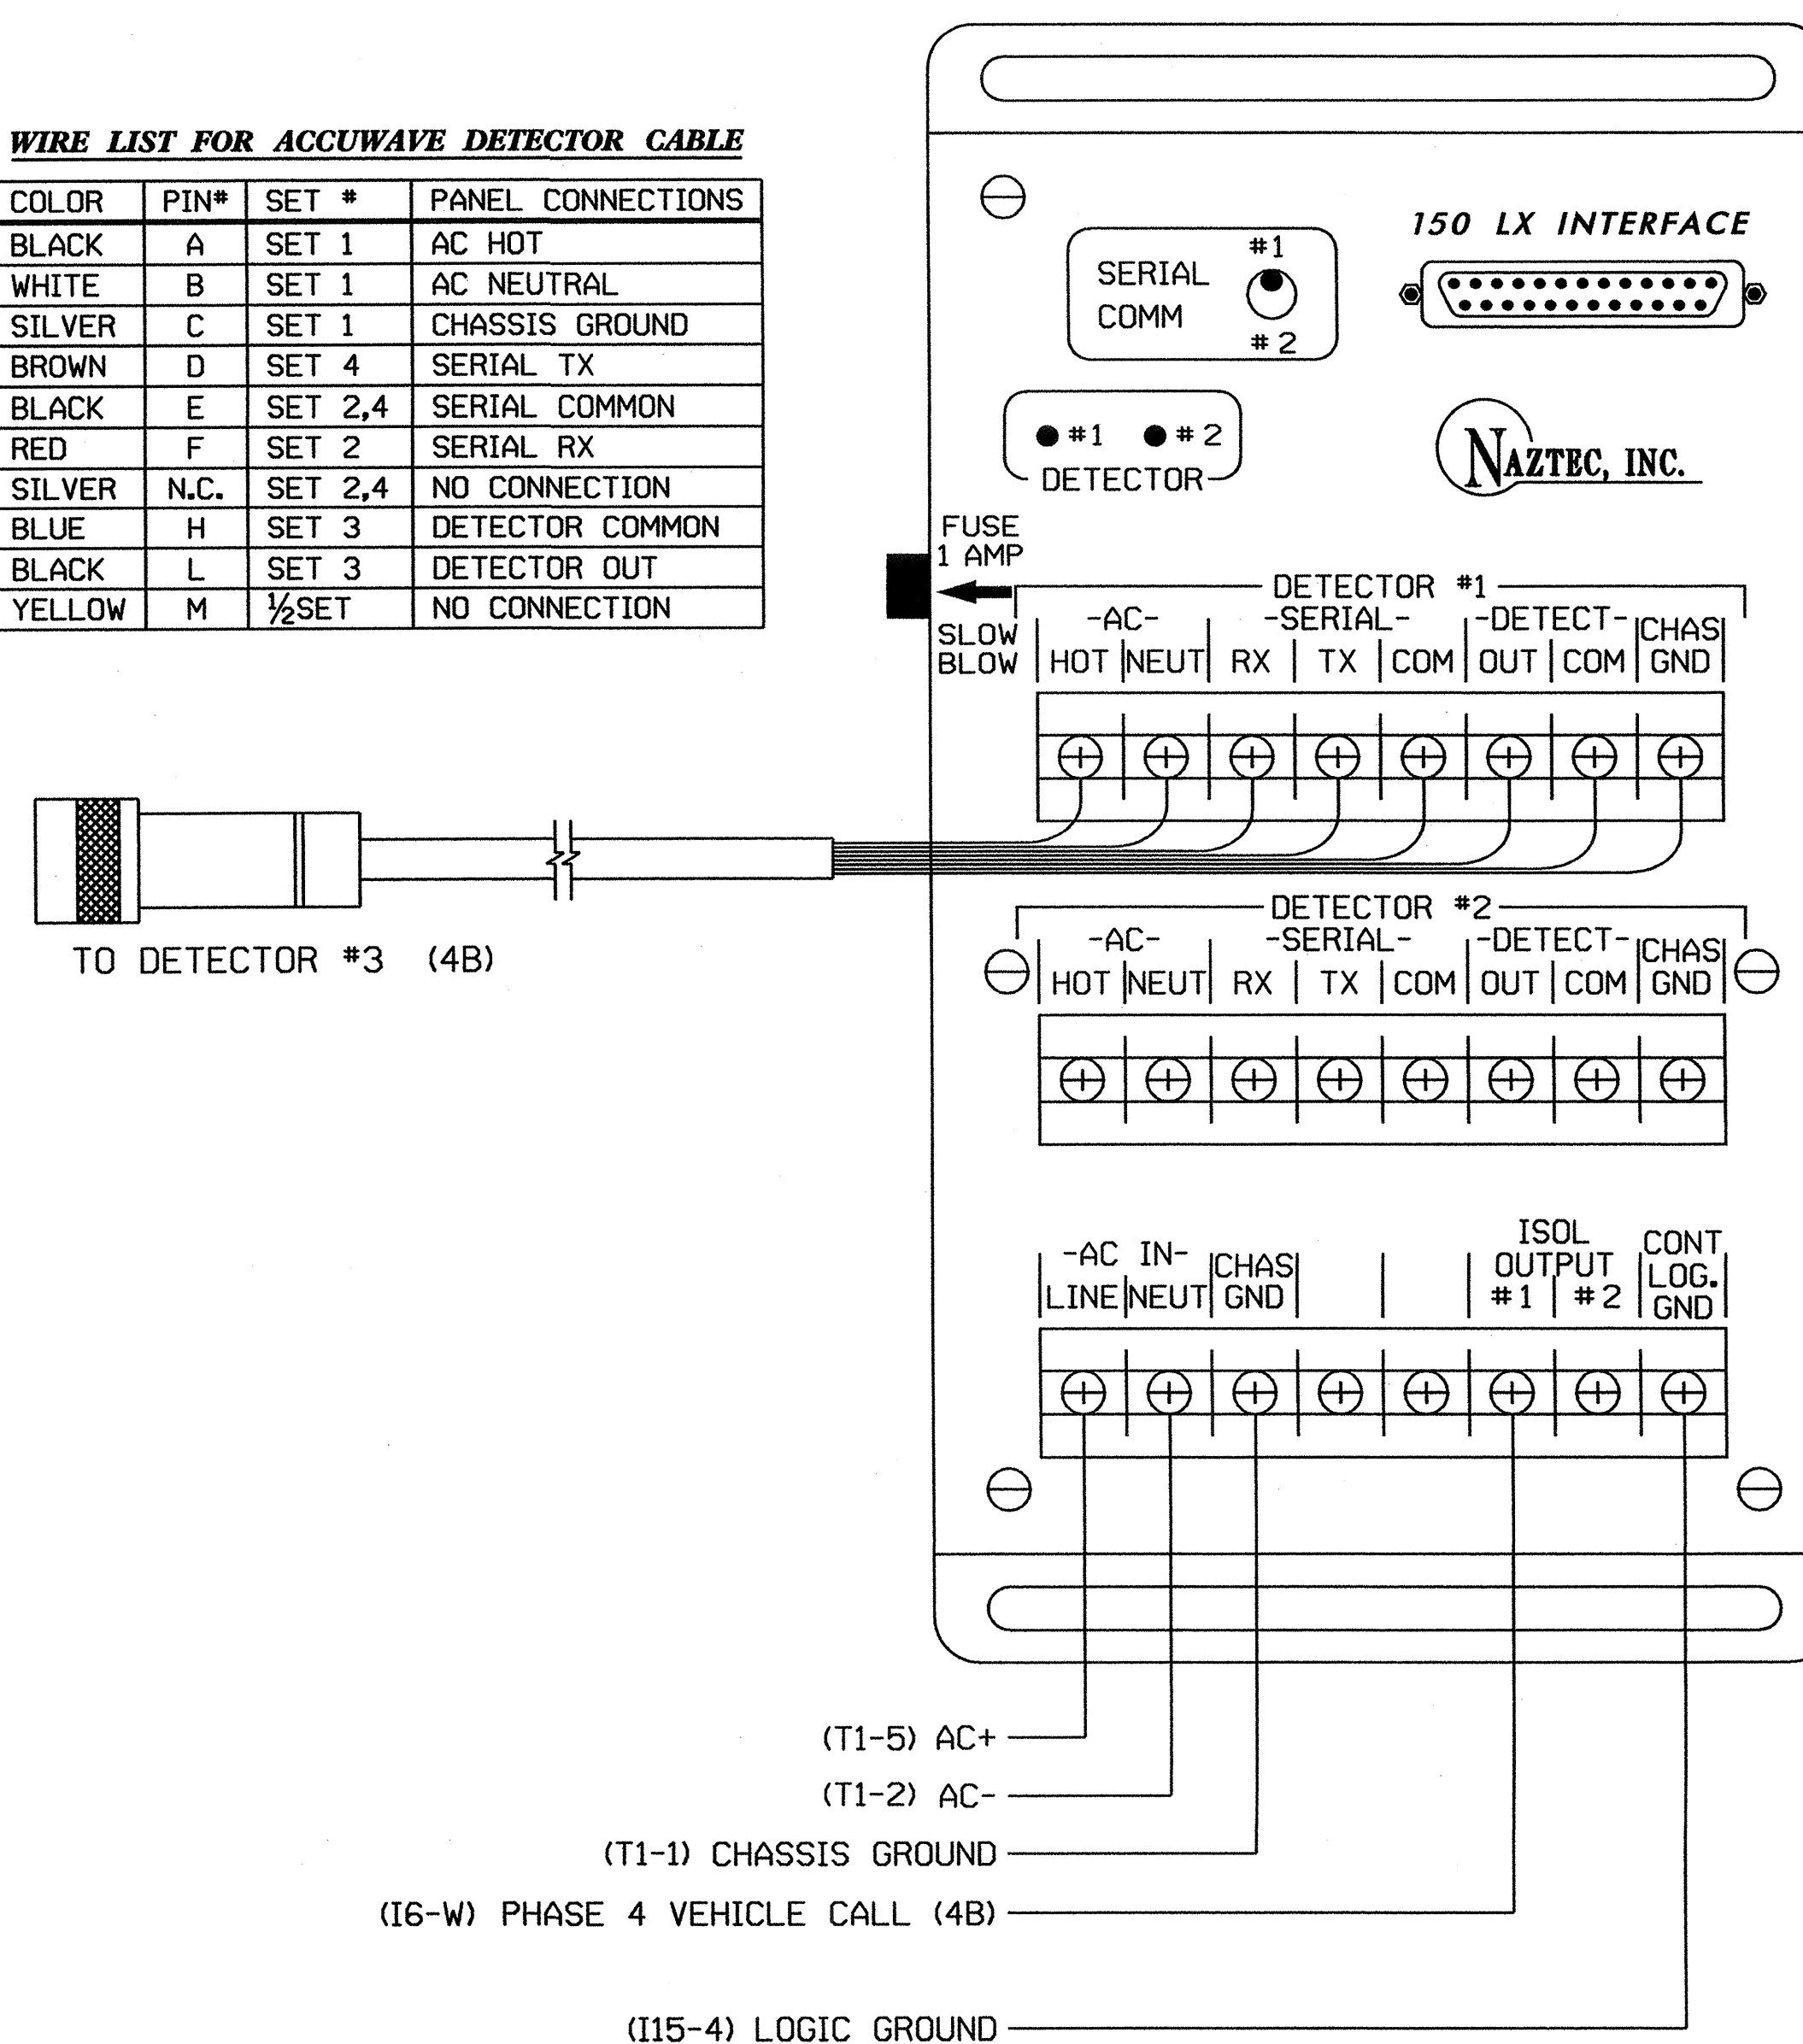 WIRE LIST FOR ACCUWAVE DETECTOR CABLE
COLOR PIN# SET # PANEL CONNECTIONS
BLACK A SET 1 AC HOT
WHITE B SET 1 AC NEUTRAL
SILVER C SET 1 CHASSIS GROUND
BROWN D SET 4 SERIAL TX
BLACK E SET 2,4 SERIAL COMMON
RED F SET 2 SERIAL RX
SILVER N.C. SET 2,4 NO CONNECTION
BLUE H SET 3 DETECTOR COMMON
BLACK L SET 3 DETECTOR OUT
YELLOW M ½SET NO CONNECTION
150 LX INTERFACE
SERIAL COMM
#1
#2
#1 #2
DETECTOR
NAZTEC, INC.
FUSE
1 AMP
SLOW
BLOW
DETECTOR #1
-AC- -SERIAL- -DETECT- CHAS
HOT NEUT RX TX COM OUT COM GND
TO DETECTOR #3 (4B)
DETECTOR #2
-AC- -SERIAL- -DETECT- CHAS
HOT NEUT RX TX COM OUT COM GND
-AC IN- CHAS ISOL OUTPUT CONT LOG.
LINE NEUT GND #1 #2 GND
(T1-5) AC+
(T1-2) AC-
(T1-1) CHASSIS GROUND
(I6-W) PHASE 4 VEHICLE CALL (4B)
(I15-4) LOGIC GROUND